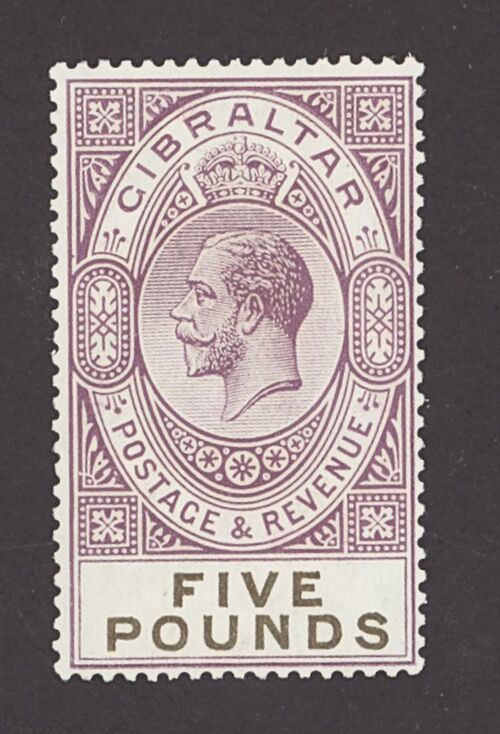 GIBRALTAR
POSTAGE & REVENUE
FIVE
POUNDS